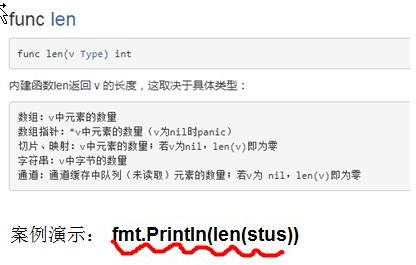 func len
func len(v Type) int
内建函数len返回 v 的长度，这取决于具体类型：
数组：v中元素的数量
数组指针：*v中元素的数量（v为nil时panic）
切片、映射：v中元素的数量；若v为nil，len(v)即为零
字符串：v中字节的数量
通道：通道缓存中队列（未读取）元素的数量；若v为 nil，len(v)即为零
案例演示： fmt.Println(len(stus))